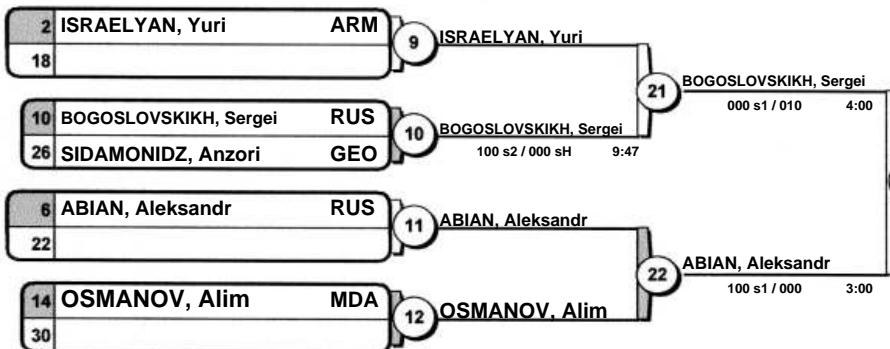 2 ISRAELYAN, Yuri ARM
18
9 ISRAELYAN, Yuri
10 BOGOSLOVSKIKH, Sergei RUS
26 SIDAMONIDZ, Anzori GEO
10 BOGOSLOVSKIKH, Sergei
100 s2 / 000 sH 9:47
21 BOGOSLOVSKIKH, Sergei
000 s1 / 010 4:00
6 ABIAN, Aleksandr RUS
22
11 ABIAN, Aleksandr
14 OSMANOV, Alim MDA
30
12 OSMANOV, Alim
22 ABIAN, Aleksandr
100 s1 / 000 3:00